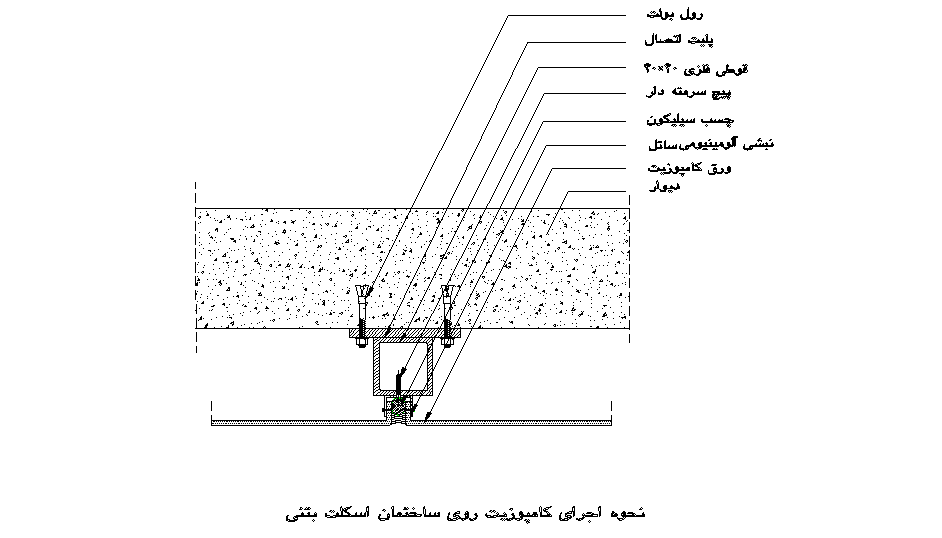 رول بولت
پلیت اتصال
قوطی فلزی ۴۰×۴۰
پیچ سرمته دار
چسب سیلیکون
نبشی آلومینیومی ساتل
ورق کامپوزیت
دیوار
نحوه اجرای کامپوزیت روی ساختمان اسکلت بتنی